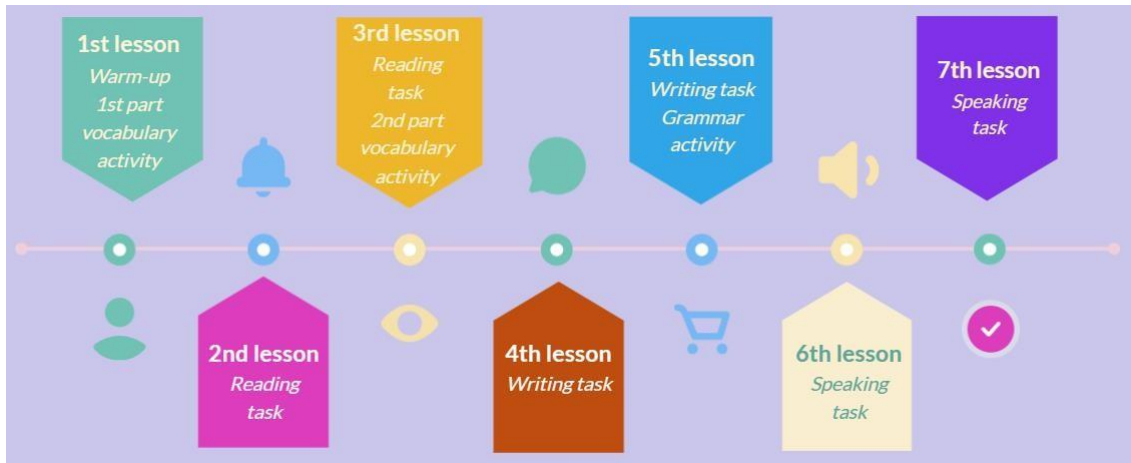 1st lesson
Warm-up
1st part
vocabulary
activity
2nd lesson
Reading
task
3rd lesson
Reading
task
2nd part
vocabulary
activity
4th lesson
Writing task
5th lesson
Writing task
Grammar
activity
6th lesson
Speaking
task
7th lesson
Speaking
task